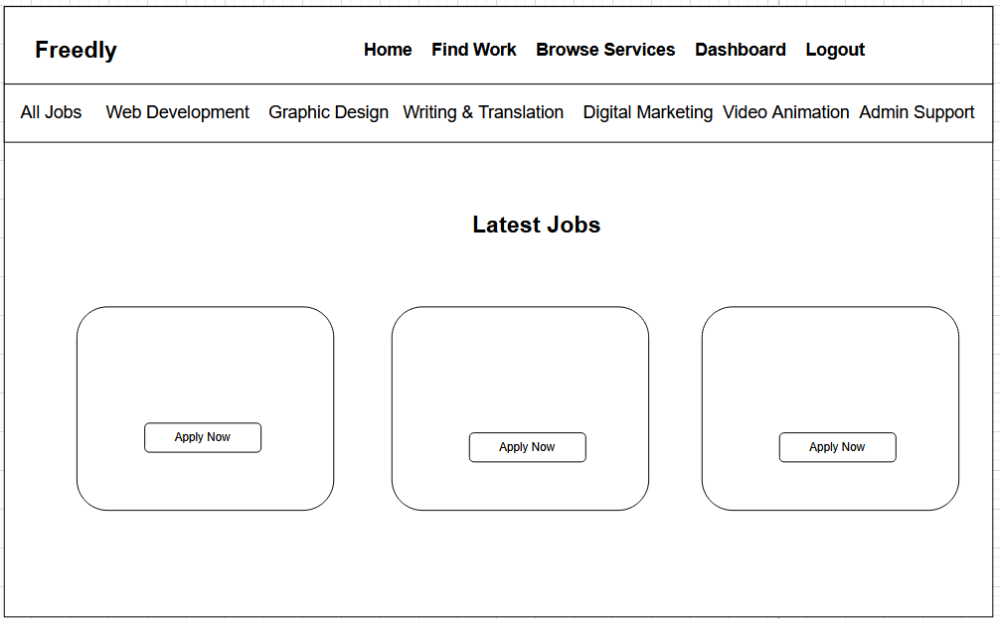 Freedly Home Find Work Browse Services Dashboard Logout
All Jobs Web Development Graphic Design Writing & Translation Digital Marketing Video Animation Admin Support
Latest Jobs
Apply Now Apply Now Apply Now